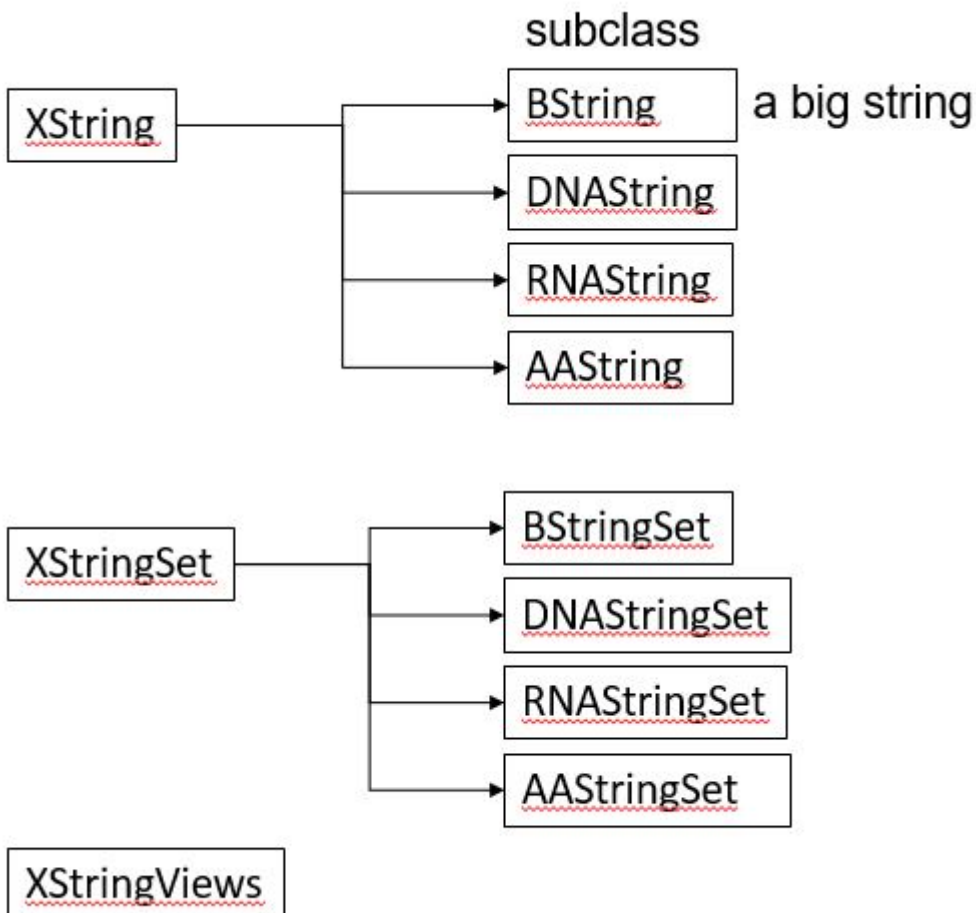 subclass
XString
BString
a big string
DNAString
RNAString
AAString
XStringSet
BStringSet
DNAStringSet
RNAStringSet
AAStringSet
XStringViews